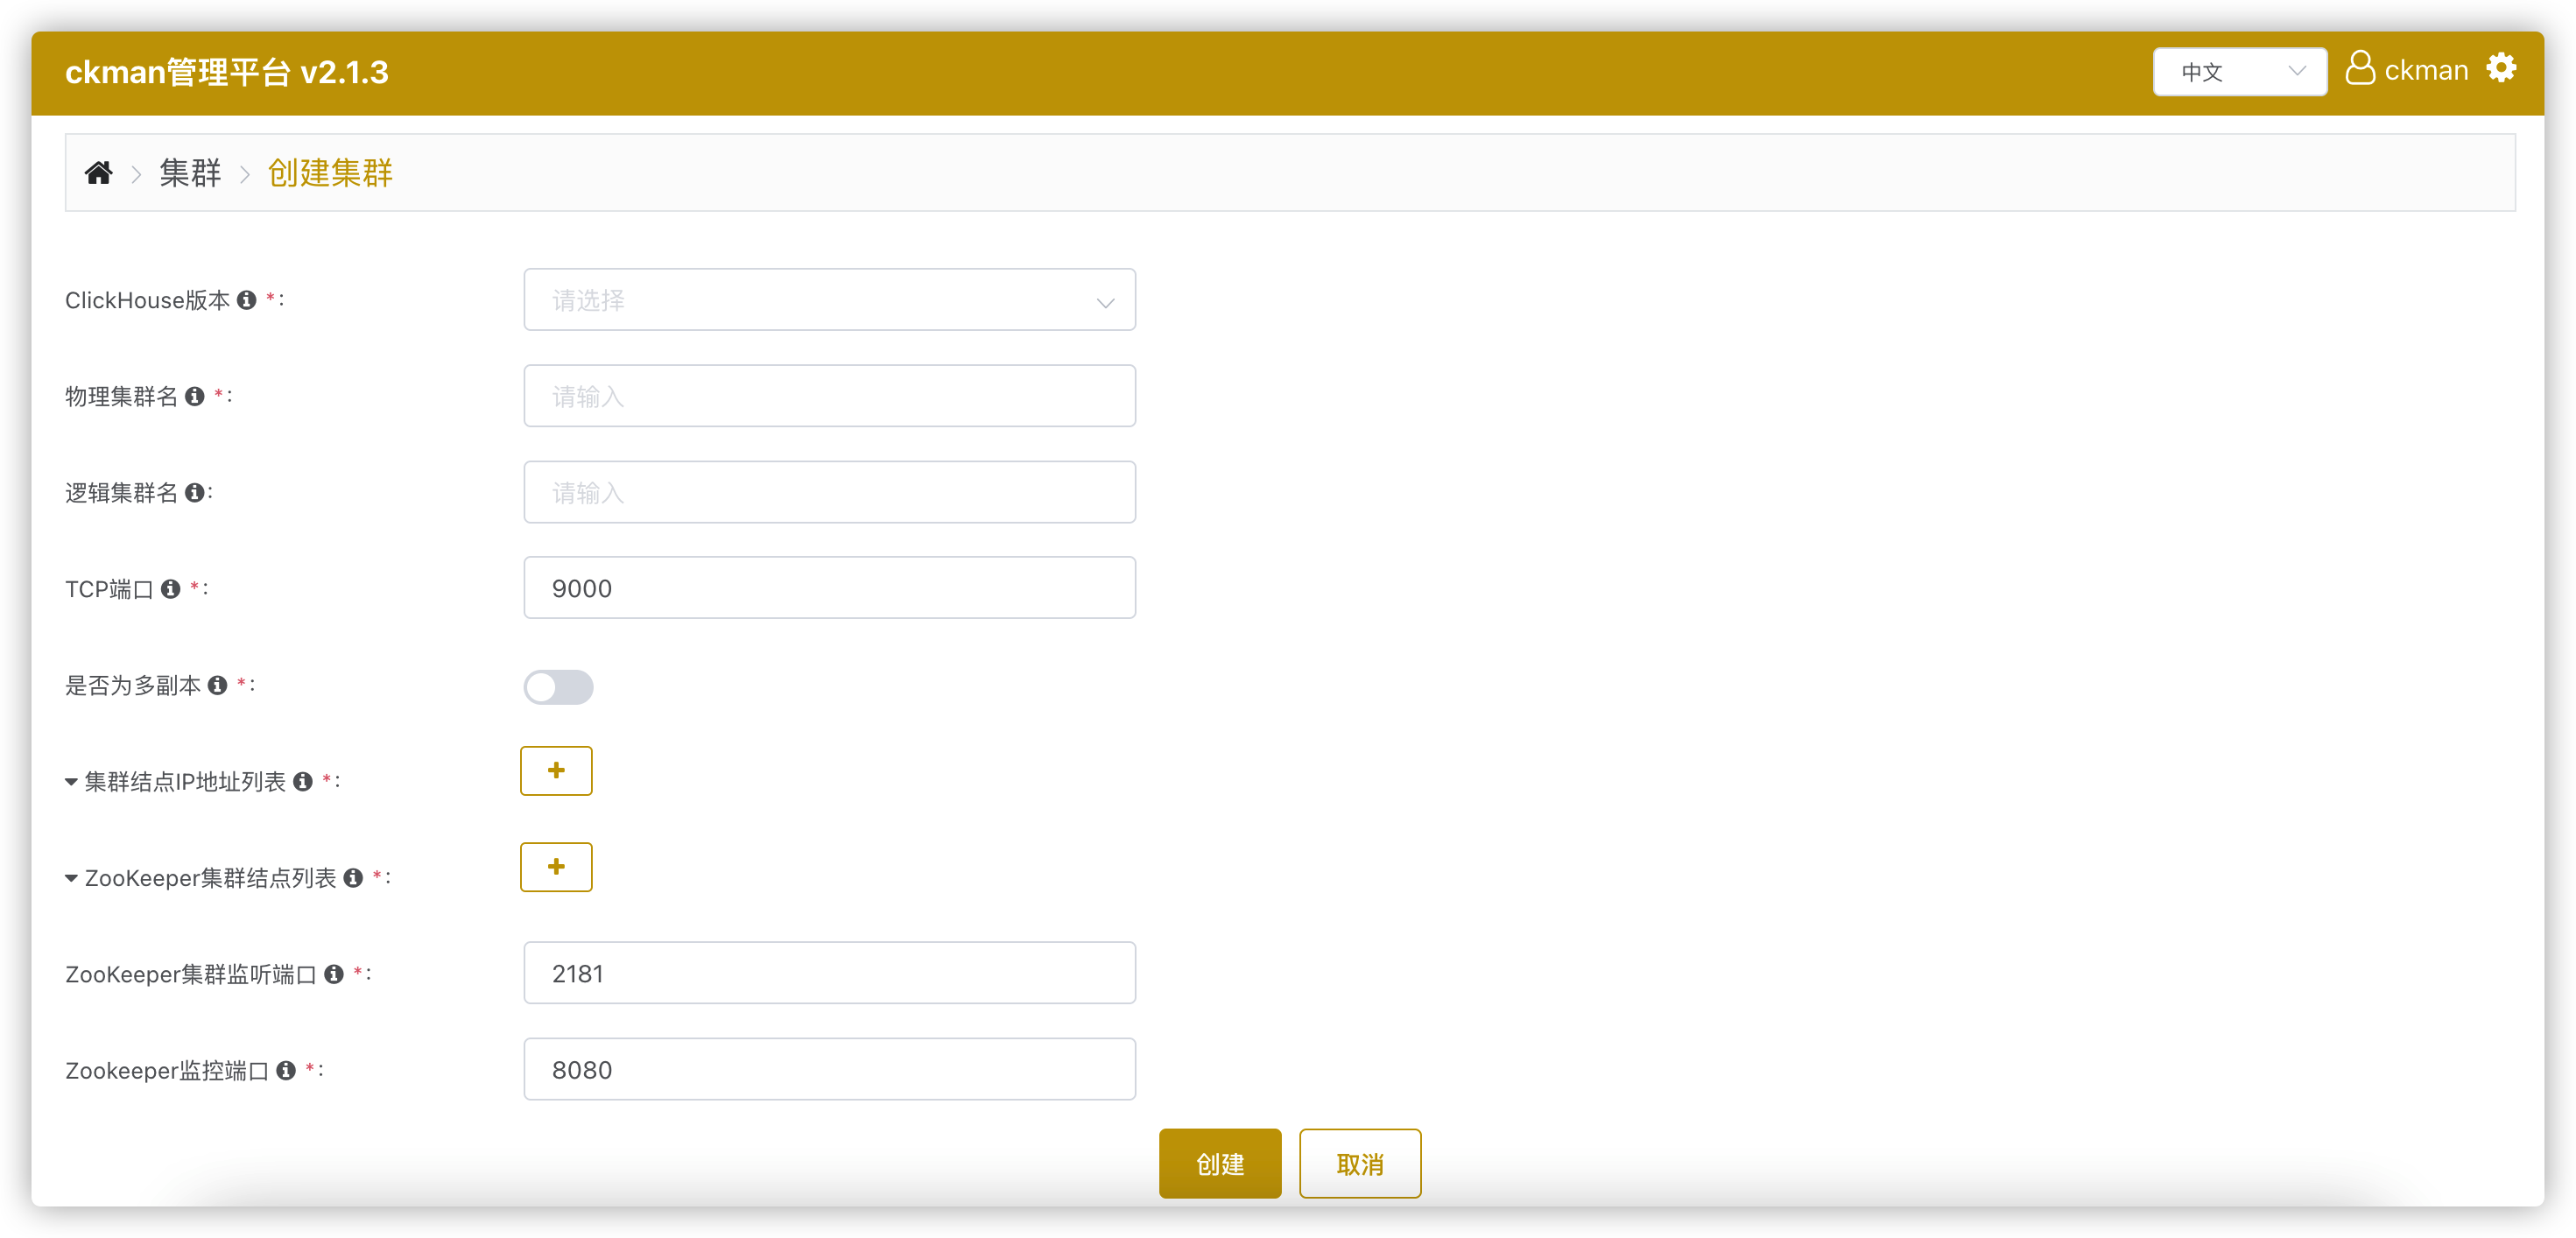 ckman管理平台 v2.1.3
中文
ckman
集群 > 创建集群
ClickHouse版本 *:
请选择
物理集群名 *:
请输入
逻辑集群名 :
请输入
TCP端口 *:
9000
是否为多副本 *:
集群结点IP地址列表 *:
+
ZooKeeper集群结点列表 *:
+
ZooKeeper集群监听端口 *:
2181
Zookeeper监控端口 *:
8080
创建
取消